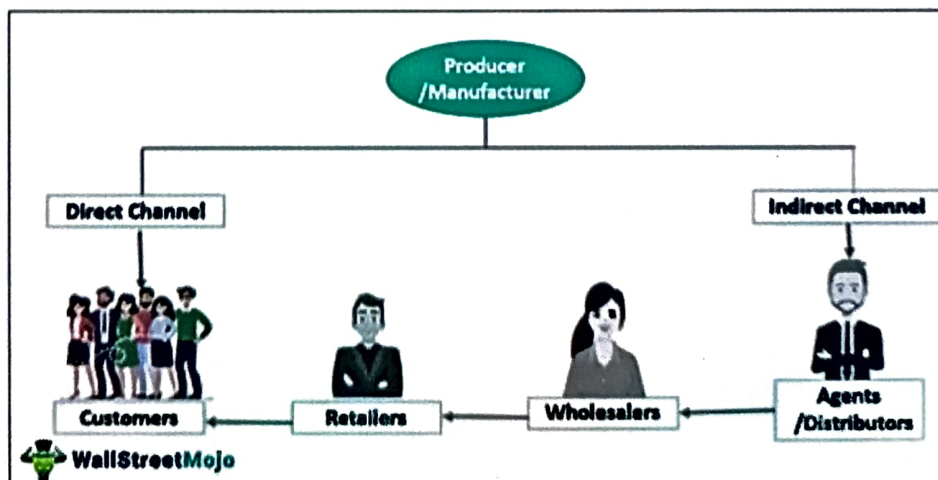 Producer
/Manufacturer
Direct Channel
Indirect Channel
Customers
Retailers
Wholesalers
Agents
/Distributors
WallStreetMojo